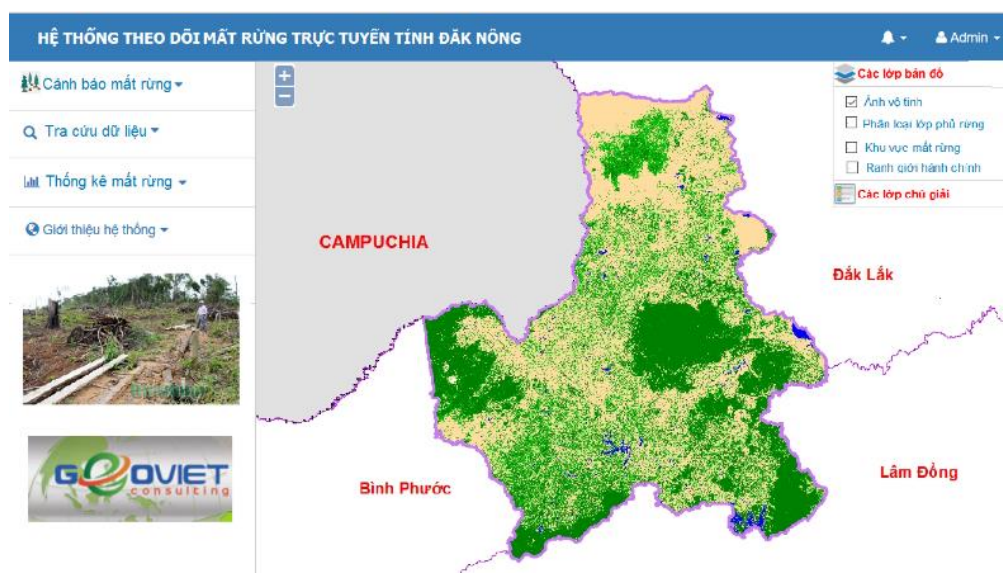 HỆ THỐNG THEO DÕI MẤT RỪNG TRỰC TUYẾN TỈNH ĐĂK NÔNG
Admin
Cảnh báo mất rừng
Tra cứu dữ liệu
Thống kê mất rừng
Giới thiệu hệ thống
GEOVIET
consulting
Các lớp bản đồ
Ảnh vệ tinh
Phân loại lớp phủ rừng
Khu vực mất rừng
Ranh giới hành chính
Các lớp chú giải
CAMPUCHIA
Đắk Lắk
Bình Phước
Lâm Đồng